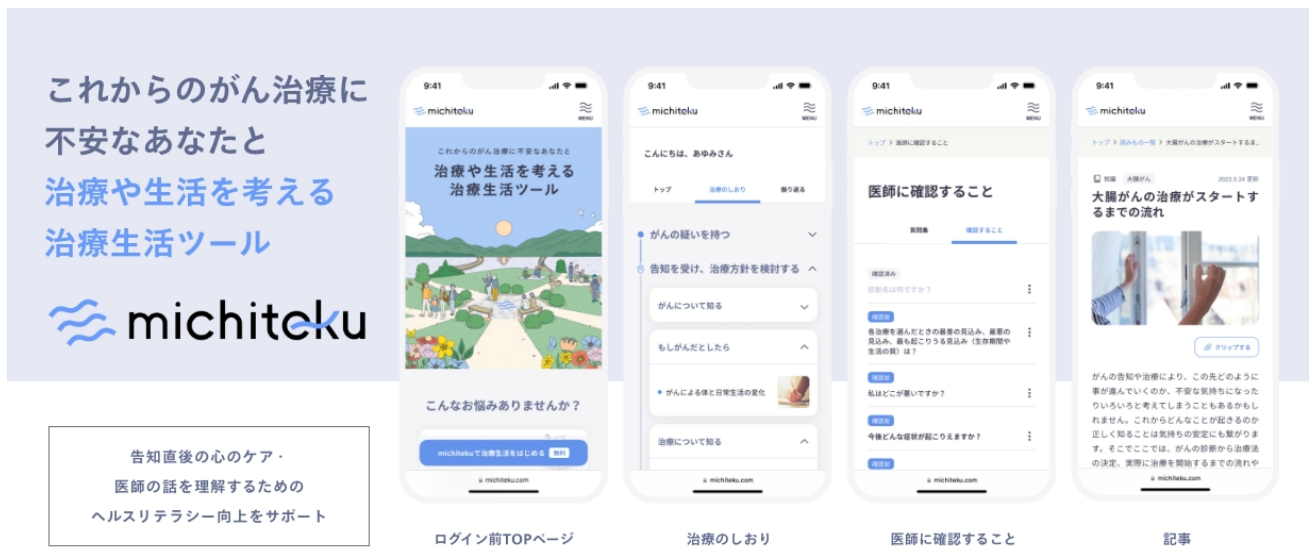 これからのがん治療に
不安なあなたと
治療や生活を考える
治療生活ツール
michiteku
告知直後の心のケア・
医師の話を理解するための
ヘルスリテラシー向上をサポート
9:41
michiteku
MENU
これからのがん治療に不安なあなたと
治療や生活を考える
治療生活ツール
こんなお悩みありませんか？
michitekuで治療生活をはじめる 無料
michiteku.com
ログイン前TOPページ
9:41
michiteku
MENU
こんにちは、あゆみさん
トップ 治療のしおり 振り返る
がんの疑いを持つ
告知を受け、治療方針を検討する
がんについて知る
もしがんだとしたら
がんによる体と日常生活の変化
治療について知る
michiteku.com
治療のしおり
9:41
michiteku
MENU
トップ > 医師に確認すること
医師に確認すること
質問集 確認すること
確認済み
診断名は何ですか？
確認前
各治療を選んだときの最善の見込み、最悪の
見込み、最も起こりうる見込み（生存期間や
生活の質）は？
確認前
私はどこが悪いですか？
確認前
今後どんな症状が起こりえますか？
確認前
michiteku.com
医師に確認すること
9:41
michiteku
MENU
トップ > 読みもの一覧 > 大腸がんの治療がスタートするま...
知識 大腸がん 2023.5.24 更新
大腸がんの治療がスタートす
るまでの流れ
クリップする
がんの告知や治療により、この先どのように
事が進んでいくのか、不安な気持ちになった
りいろいろと考えてしまうこともあるかもし
れません。これからどんなことが起きるのか
正しく知ることは気持ちの安定にも繋がりま
す。そこでここでは、がんの診断から治療法
の決定、実際に治療を開始するまでの流れや
michiteku.com
記事